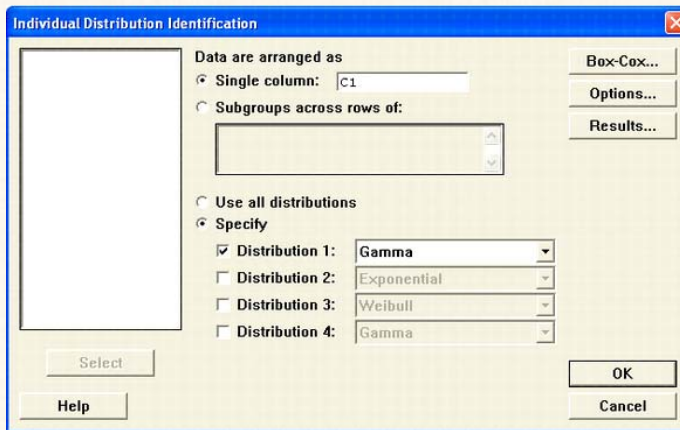 Individual Distribution Identification
Data are arranged as
Single column: C1
Subgroups across rows of:
Use all distributions
Specify
Distribution 1: Gamma
Distribution 2: Exponential
Distribution 3: Weibull
Distribution 4: Gamma
Box-Cox...
Options...
Results...
Select
Help
OK
Cancel